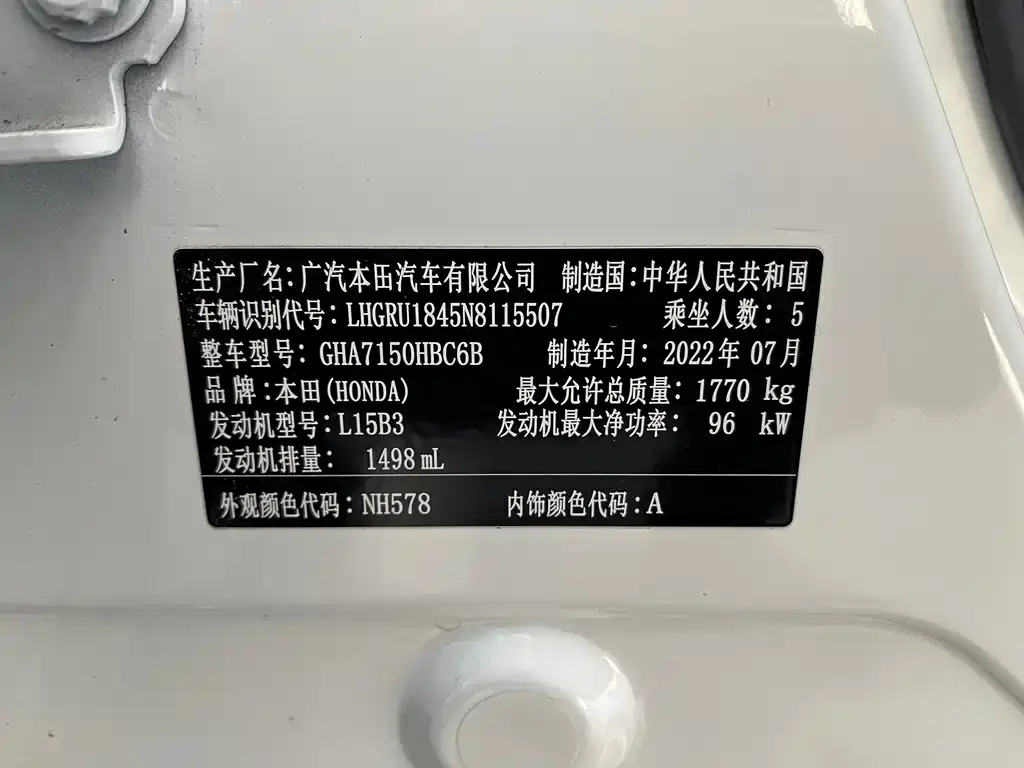 生产厂名:广汽本田汽车有限公司 制造国:中华人民共和国
车辆识别代号:LHGRU1845N8115507 乘坐人数: 5
整车型号: GHA7150HBC6B 制造年月: 2022年 07月
品 牌:本田(HONDA) 最大允许总质量: 1770 kg
发动机型号:L15B3 发动机最大净功率: 96 kW
发动机排量: 1498 mL
外观颜色代码:NH578 内饰颜色代码:A